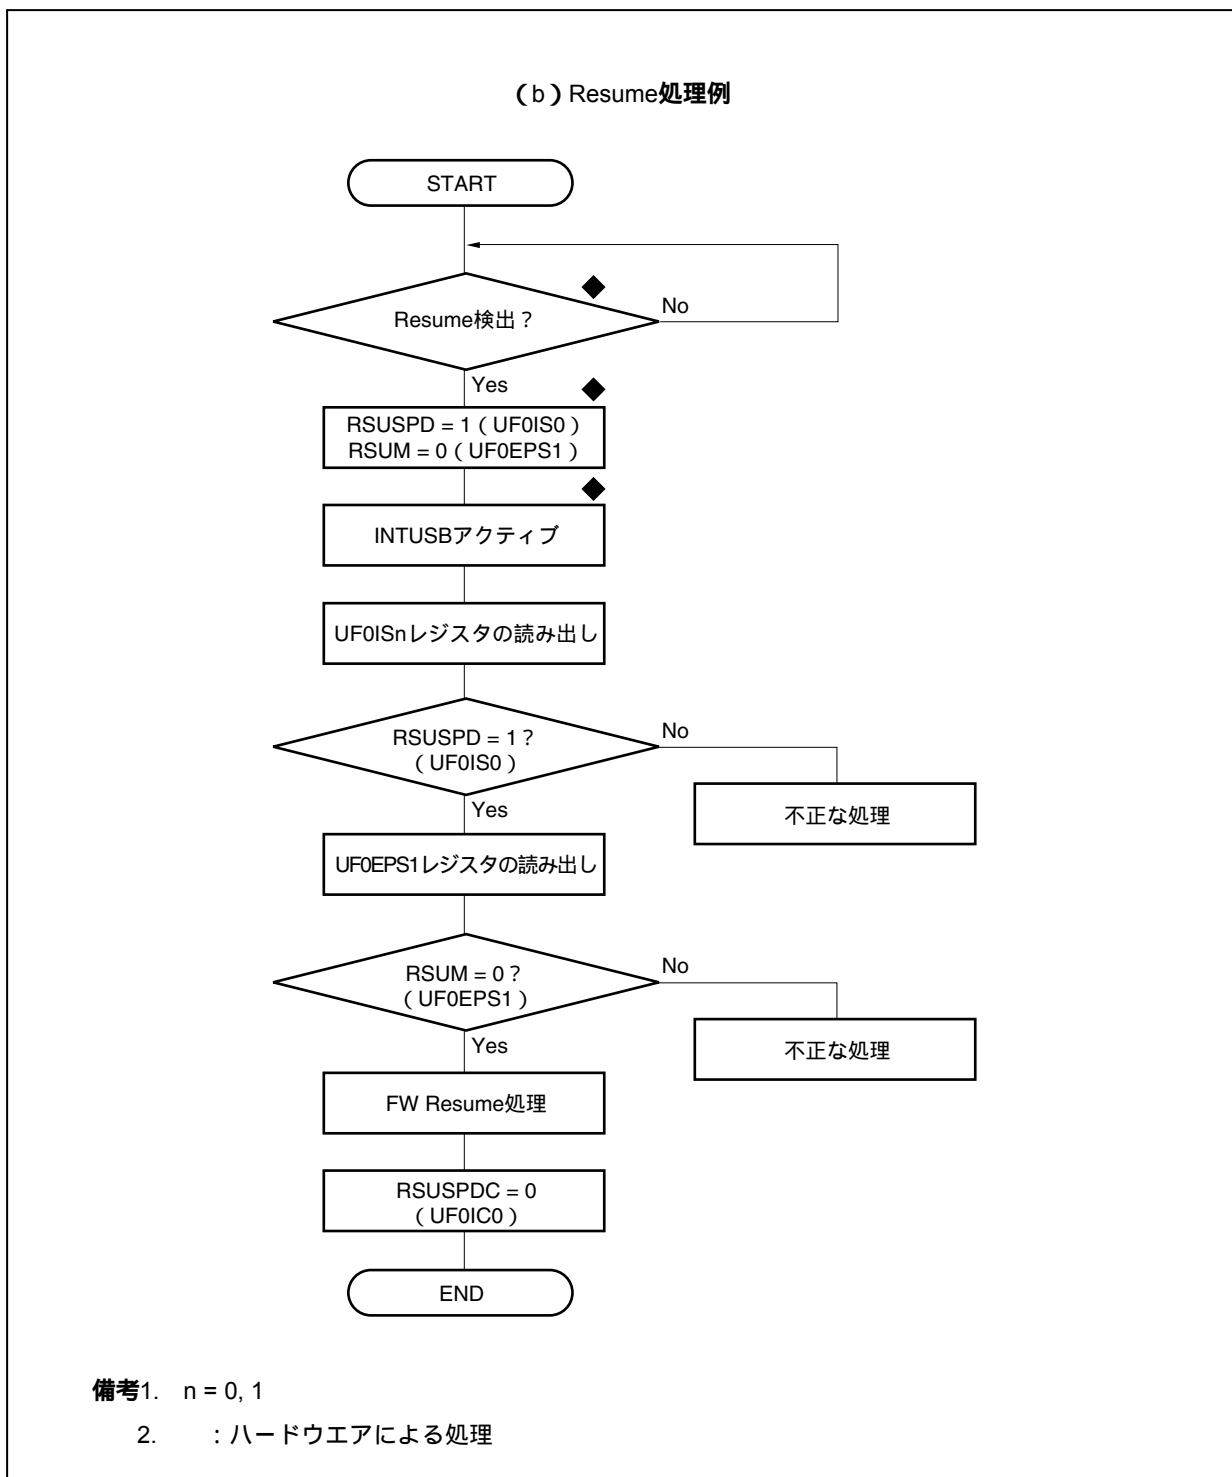 （b）Resume処理例
START
Resume検出？
No
Yes
RSUSPD = 1（UF0IS0）
RSUM = 0（UF0EPS1）
INTUSBアクティブ
UF0ISnレジスタの読み出し
RSUSPD = 1？
（UF0IS0）
No
不正な処理
Yes
UF0EPS1レジスタの読み出し
RSUM = 0？
（UF0EPS1）
No
不正な処理
Yes
FW Resume処理
RSUSPDC = 0
（UF0IC0）
END
備考1. n = 0, 1
2. ：ハードウエアによる処理